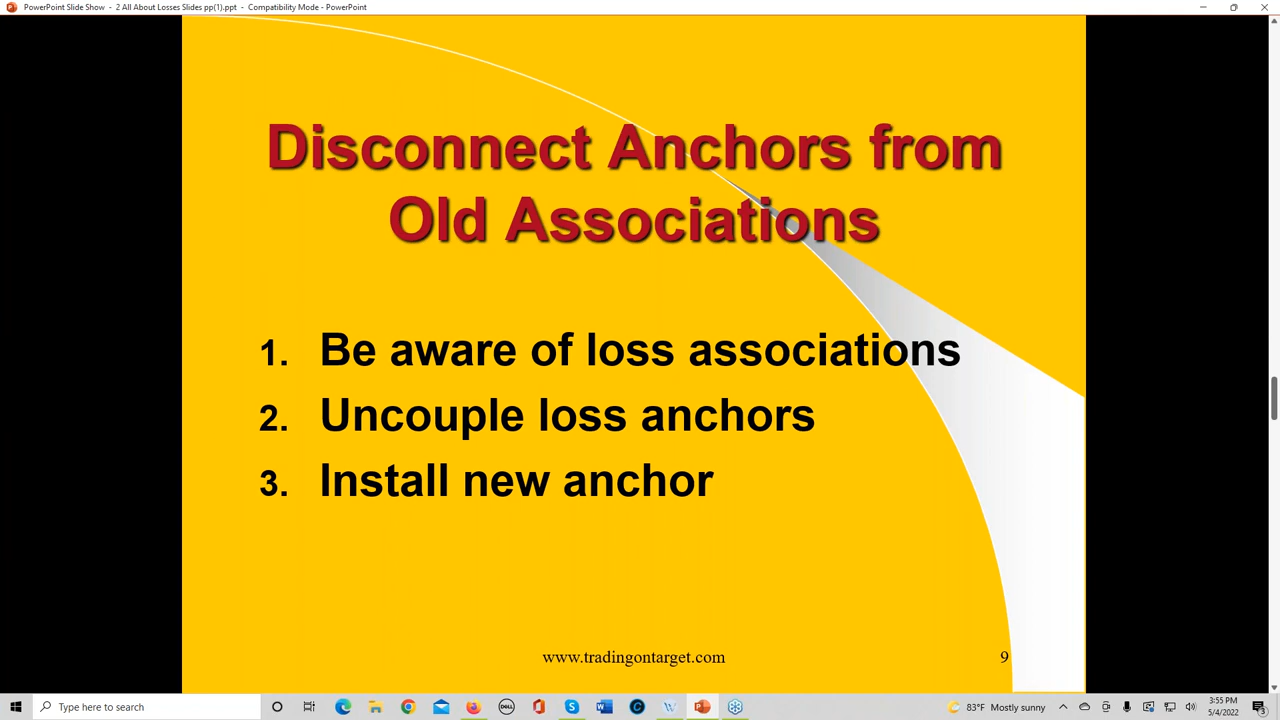 PowerPoint Slide Show - 2 All About Losses Slides pp(1).ppt - Compatibility Mode - PowerPoint
Disconnect Anchors from
Old Associations
1. Be aware of loss associations
2. Uncouple loss anchors
3. Install new anchor
www.tradingontarget.com
9
Type here to search
DELL
83°F Mostly sunny
3:55 PM
5/4/2022
3